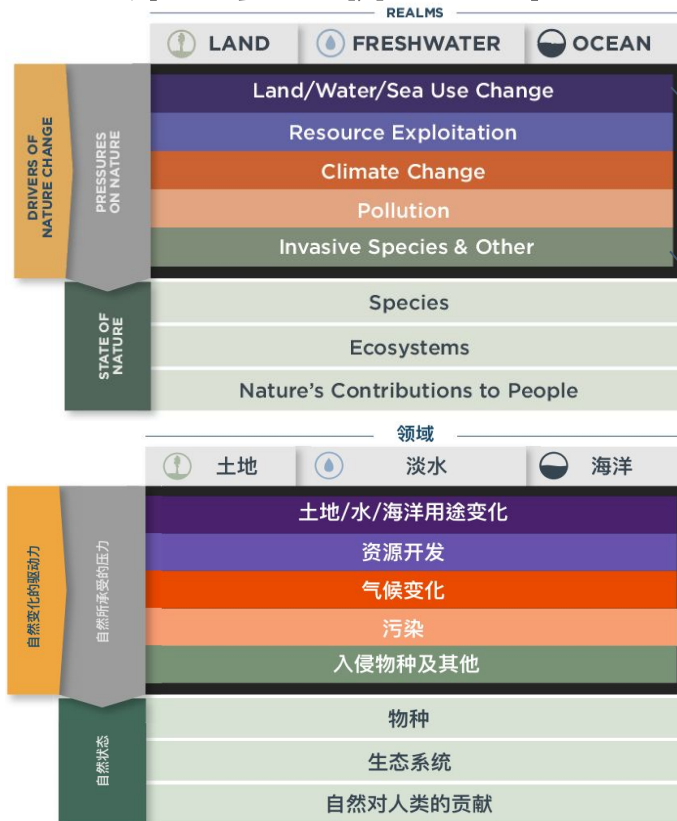 REALMS
LAND
FRESHWATER
OCEAN
DRIVERS OF
NATURE CHANGE
PRESSURES
ON NATURE
Land/Water/Sea Use Change
Resource Exploitation
Climate Change
Pollution
Invasive Species & Other
STATE OF
NATURE
Species
Ecosystems
Nature's Contributions to People
领域
土地
淡水
海洋
自然变化的驱动力
自然所承受的压力
土地/水/海洋用途变化
资源开发
气候变化
污染
入侵物种及其他
自然状态
物种
生态系统
自然对人类的贡献